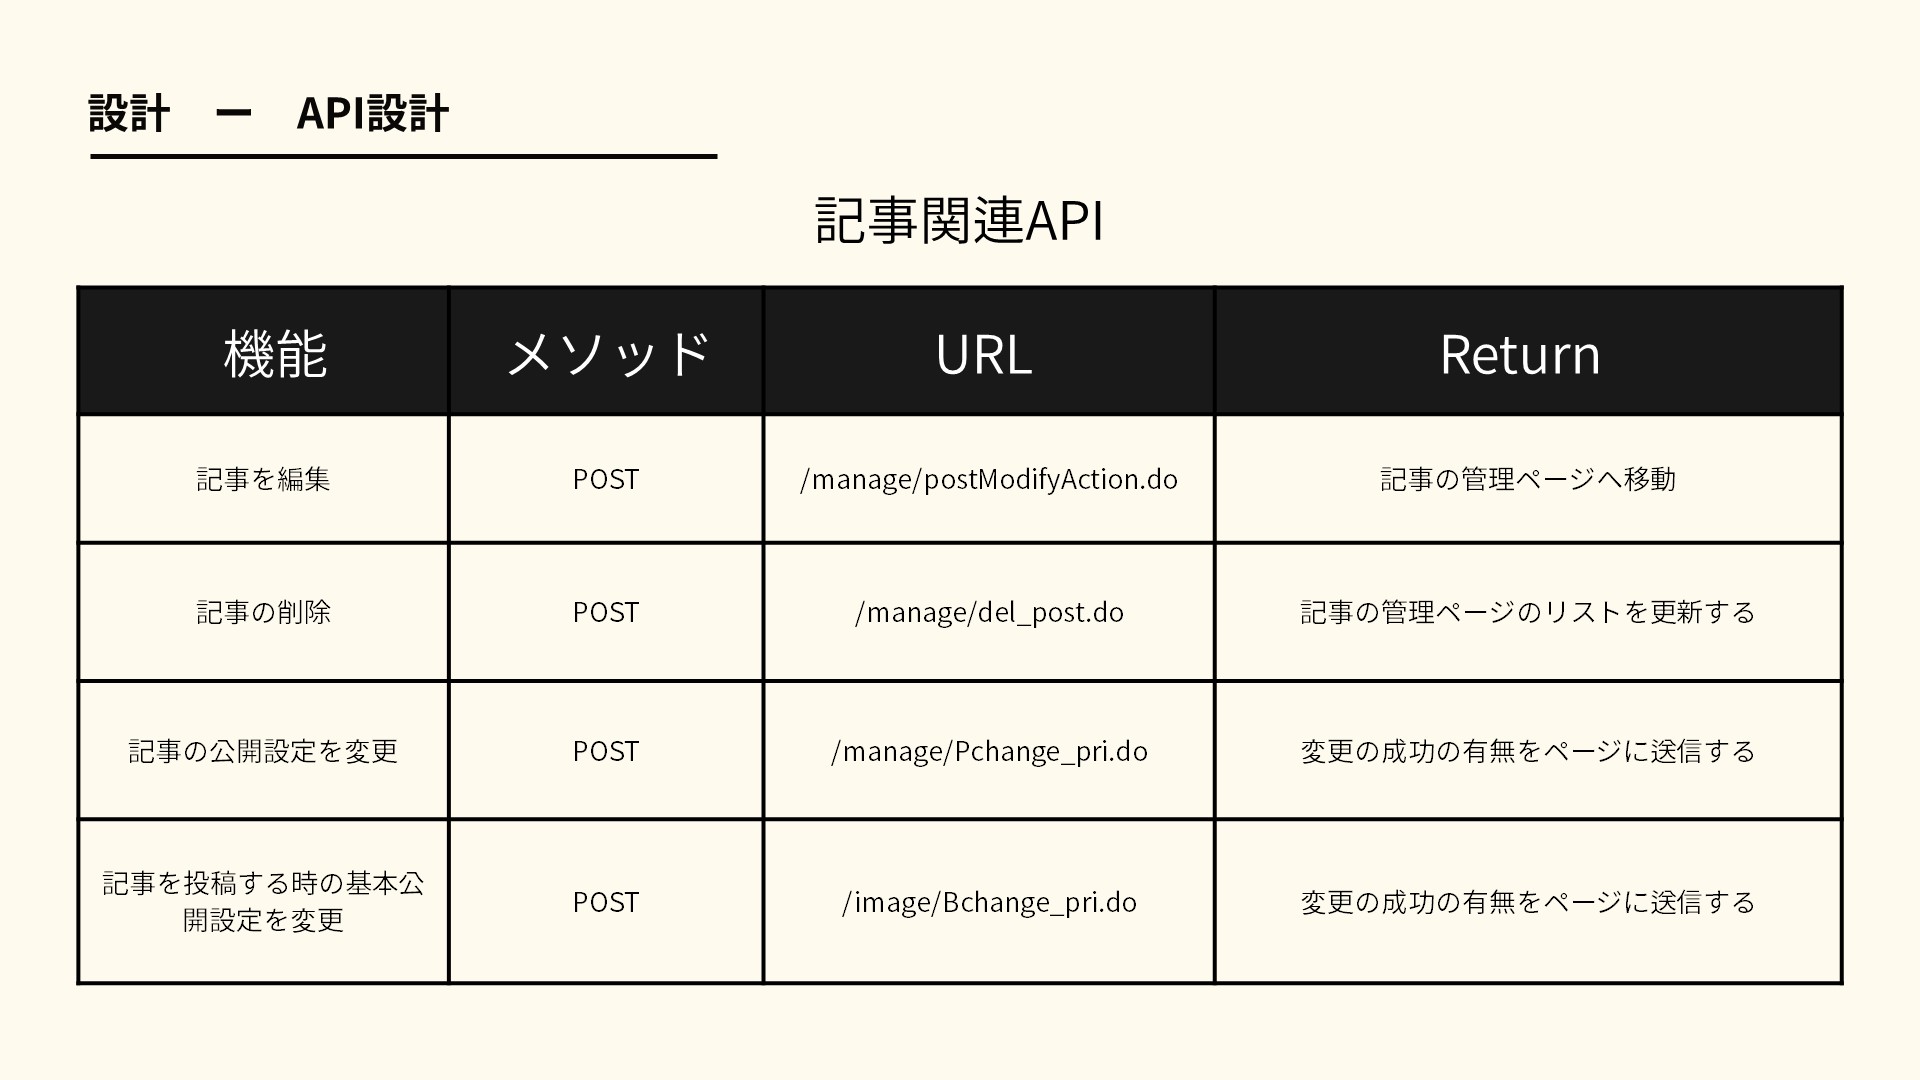 設計　ー　API設計
記事関連API
機能 メソッド URL Return
記事を編集 POST /manage/postModifyAction.do 記事の管理ページへ移動
記事の削除 POST /manage/del_post.do 記事の管理ページのリストを更新する
記事の公開設定を変更 POST /manage/Pchange_pri.do 変更の成功の有無をページに送信する
記事を投稿する時の基本公
開設定を変更 POST /image/Bchange_pri.do 変更の成功の有無をページに送信する